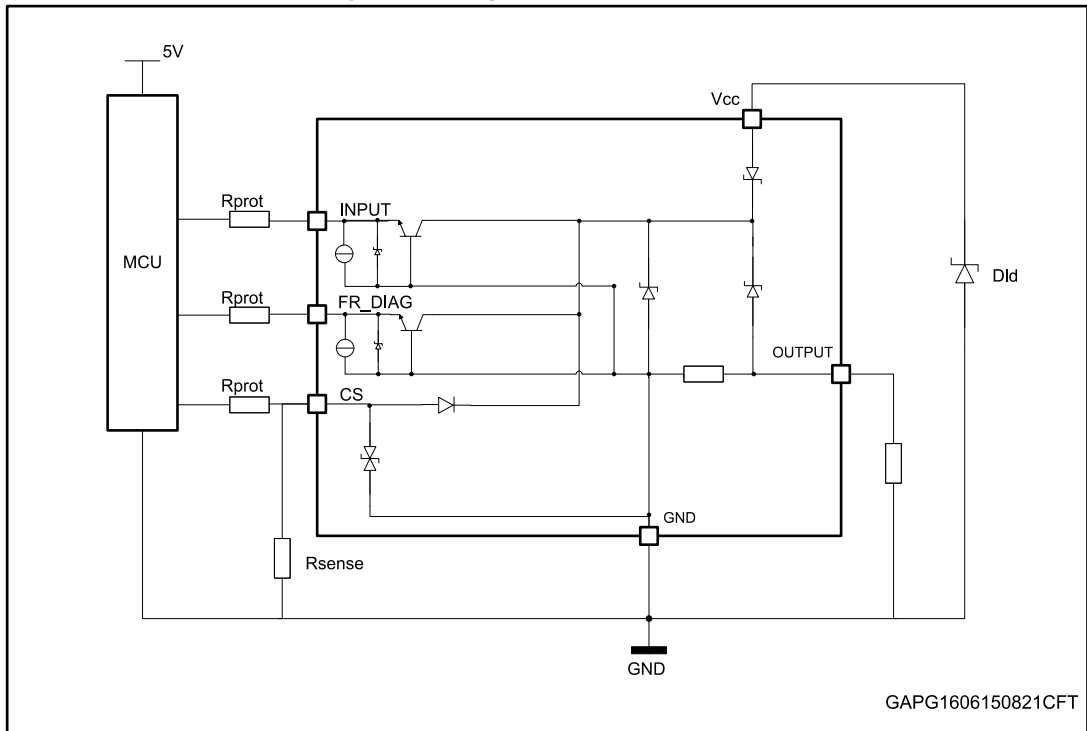 5V
Vcc
Rprot
INPUT
MCU
Dld
Rprot
FR_DIAG
OUTPUT
Rprot
CS
GND
Rsense
GND
GAPG1606150821CFT